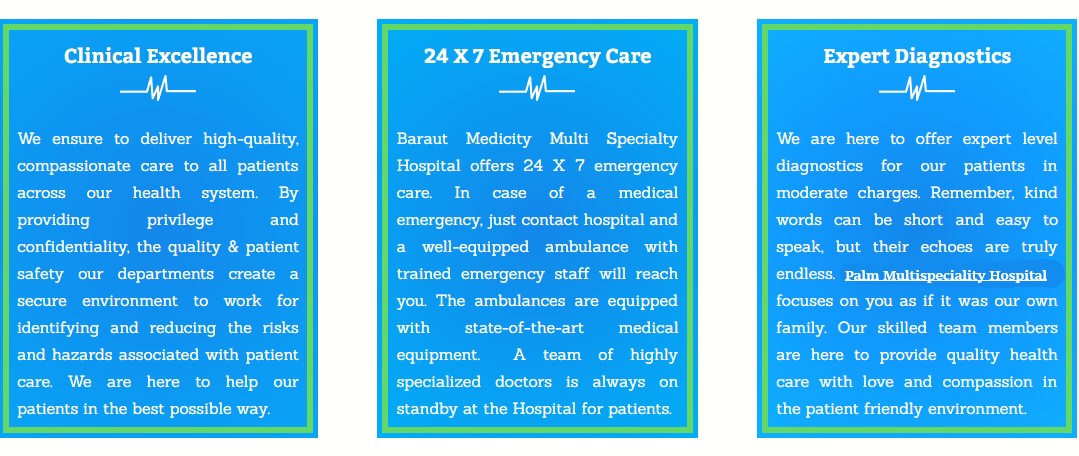 Clinical Excellence
We ensure to deliver high-quality,
compassionate care to all patients
across our health system. By
providing privilege and
confidentiality, the quality & patient
safety our departments create a
secure environment to work for
identifying and reducing the risks
and hazards associated with patient
care. We are here to help our
patients in the best possible way.
24 X 7 Emergency Care
Baraut Medicity Multi Specialty
Hospital offers 24 X 7 emergency
care. In case of a medical
emergency, just contact hospital and
a well-equipped ambulance with
trained emergency staff will reach
you. The ambulances are equipped
with state-of-the-art medical
equipment. A team of highly
specialized doctors is always on
standby at the Hospital for patients.
Expert Diagnostics
We are here to offer expert level
diagnostics for our patients in
moderate charges. Remember, kind
words can be short and easy to
speak, but their echoes are truly
endless. Palm Multispeciality Hospital
focuses on you as if it was our own
family. Our skilled team members
are here to provide quality health
care with love and compassion in
the patient friendly environment.